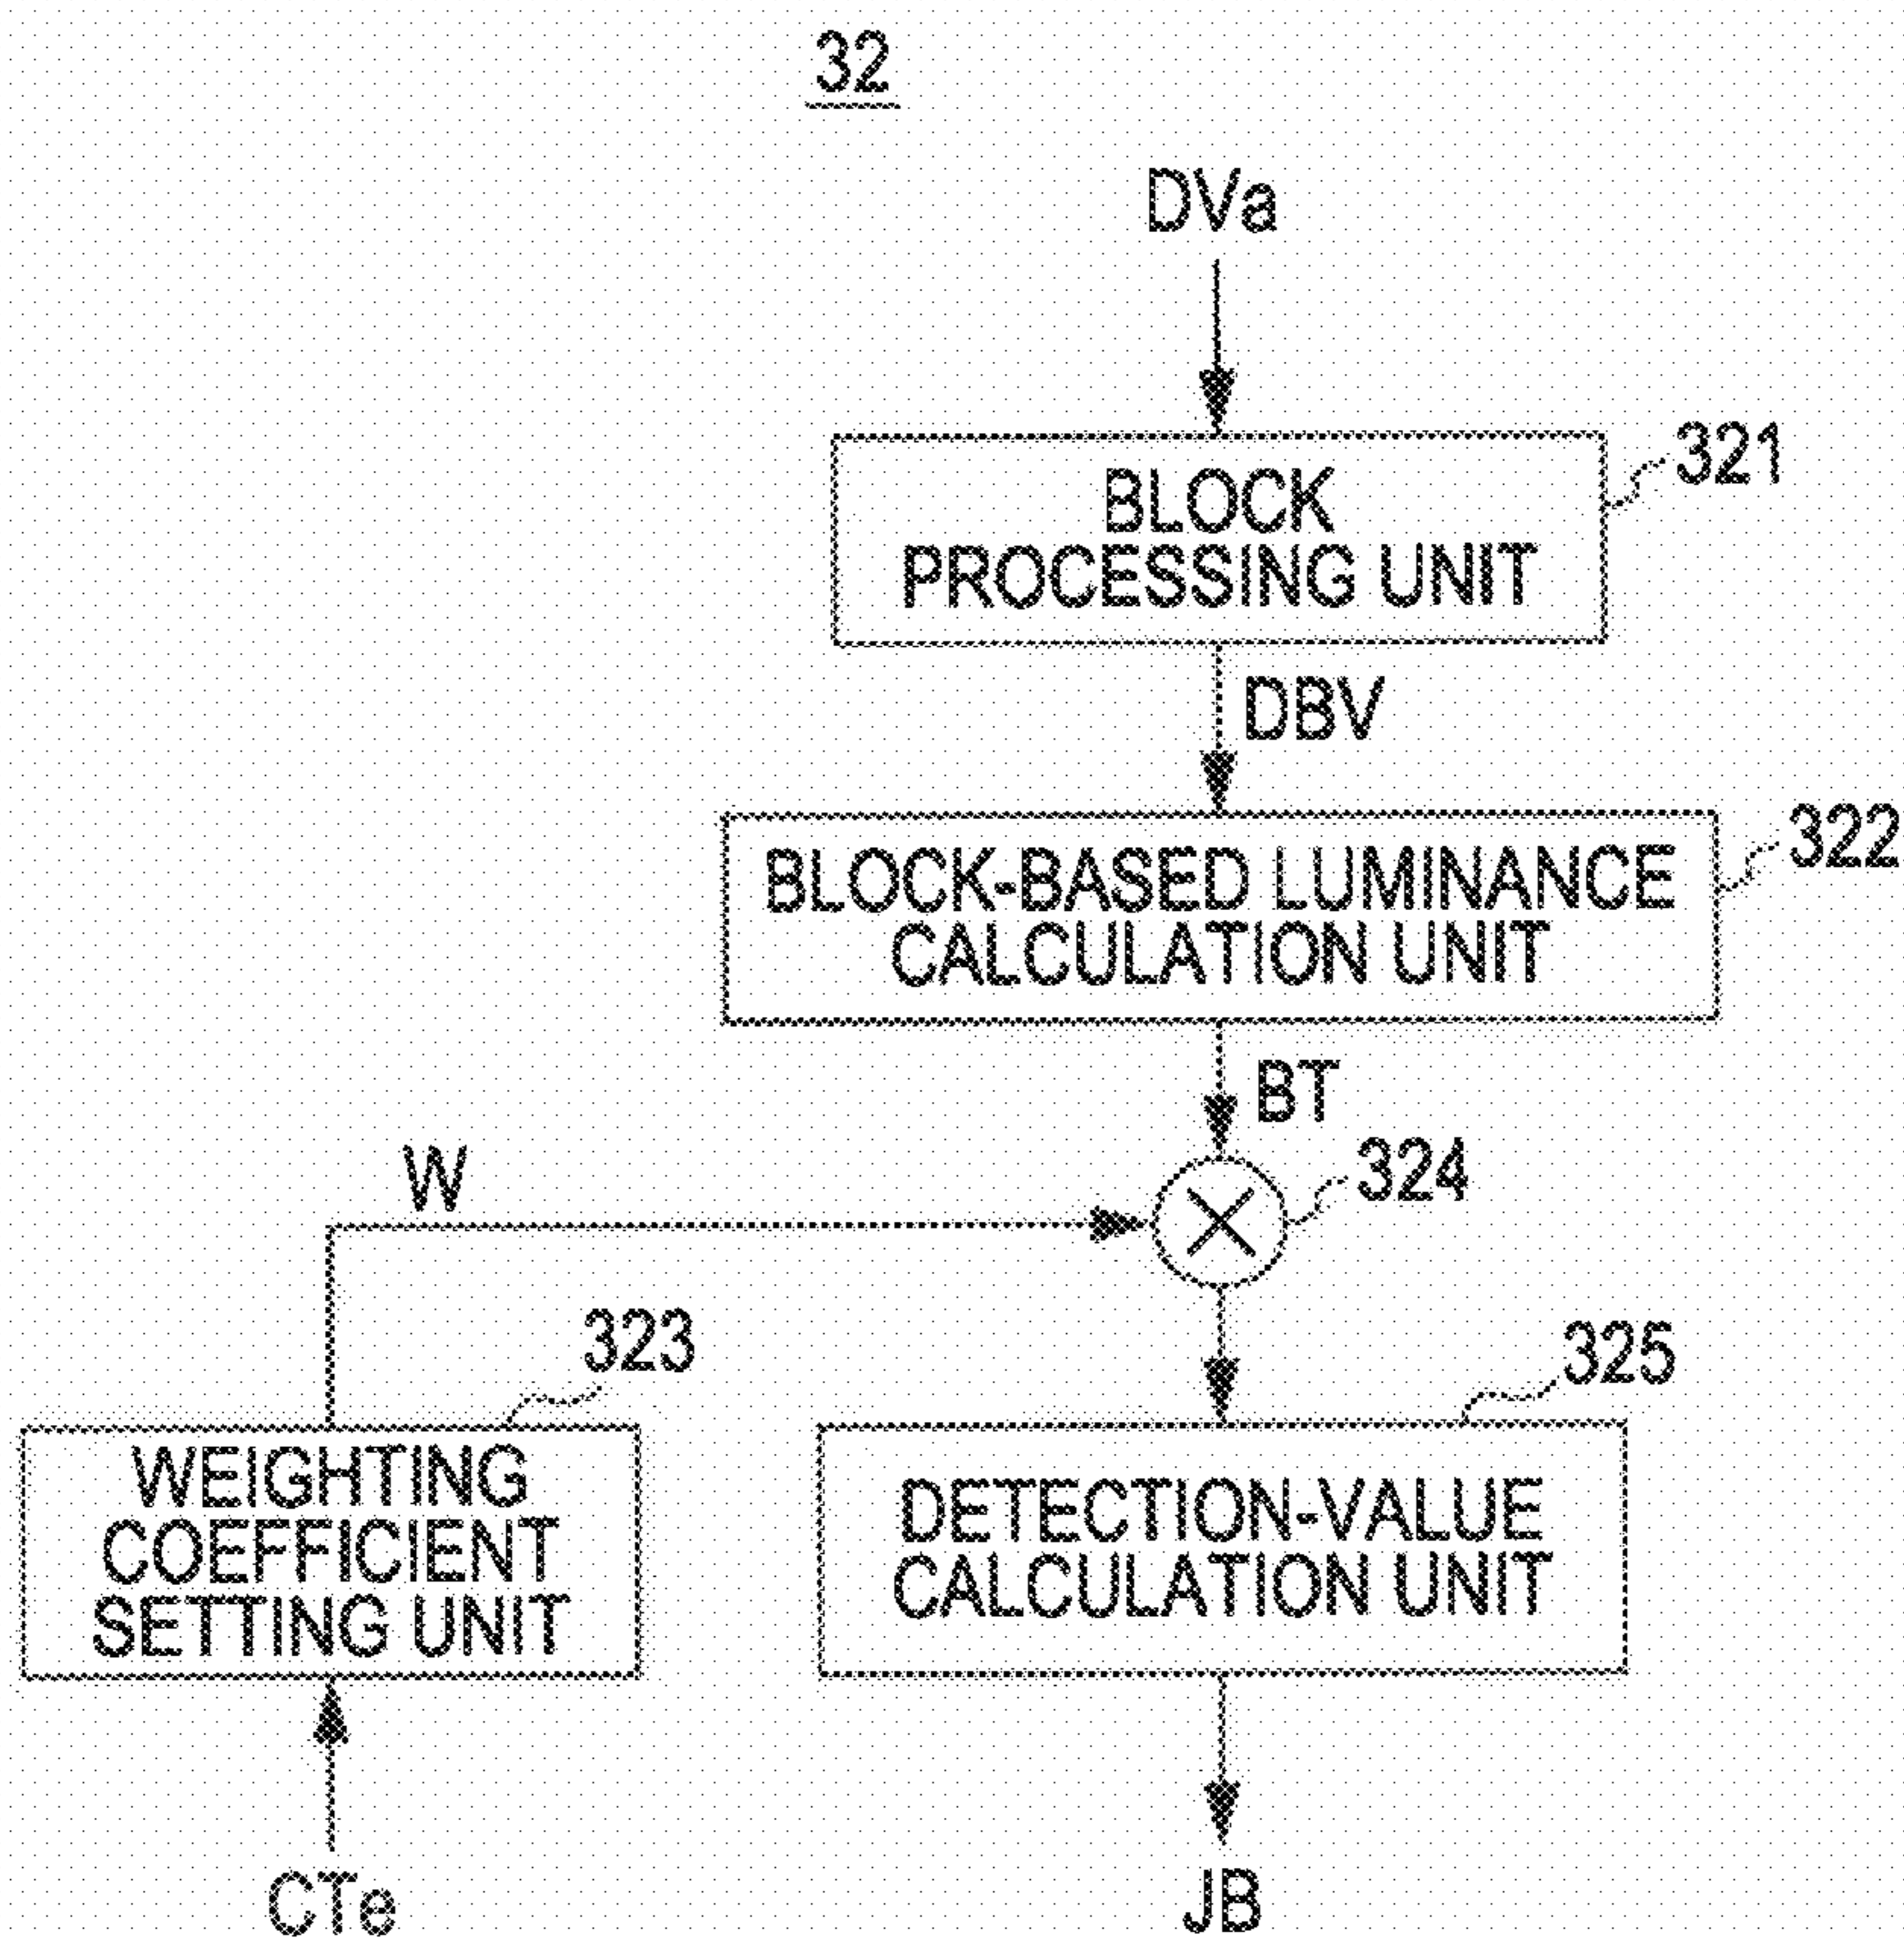 32
DVa
BLOCK
PROCESSING UNIT
321
DBV
BLOCK-BASED LUMINANCE
CALCULATION UNIT
322
BT
W
324
323
325
WEIGHTING
COEFFICIENT
SETTING UNIT
DETECTION-VALUE
CALCULATION UNIT
CTe
JB